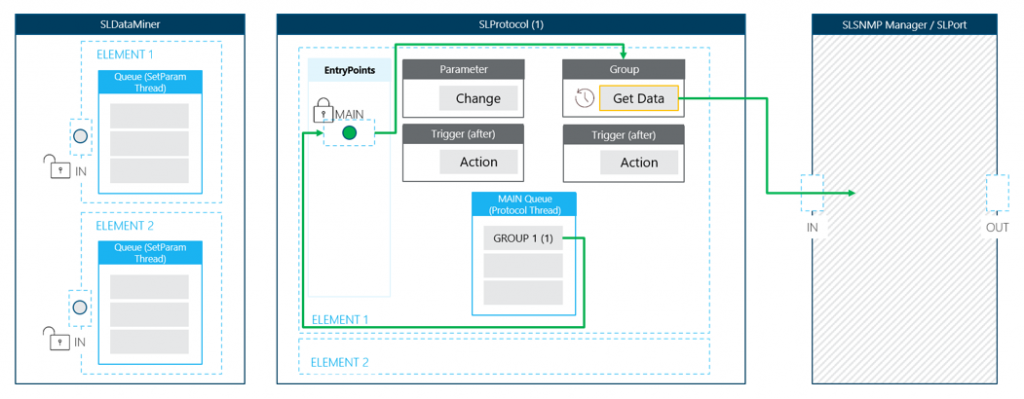 SLDataMiner
ELEMENT 1
Queue (SetParam
Thread)
IN
ELEMENT 2
Queue (SetParam
Thread)
IN
SLProtocol (1)
EntryPoints
MAIN
Parameter
Change
Trigger (after)
Action
Group
Get Data
Trigger (after)
Action
MAIN Queue
(Protocol Thread)
GROUP 1 (1)
ELEMENT 1
ELEMENT 2
SLSNMP Manager / SLPort
IN
OUT